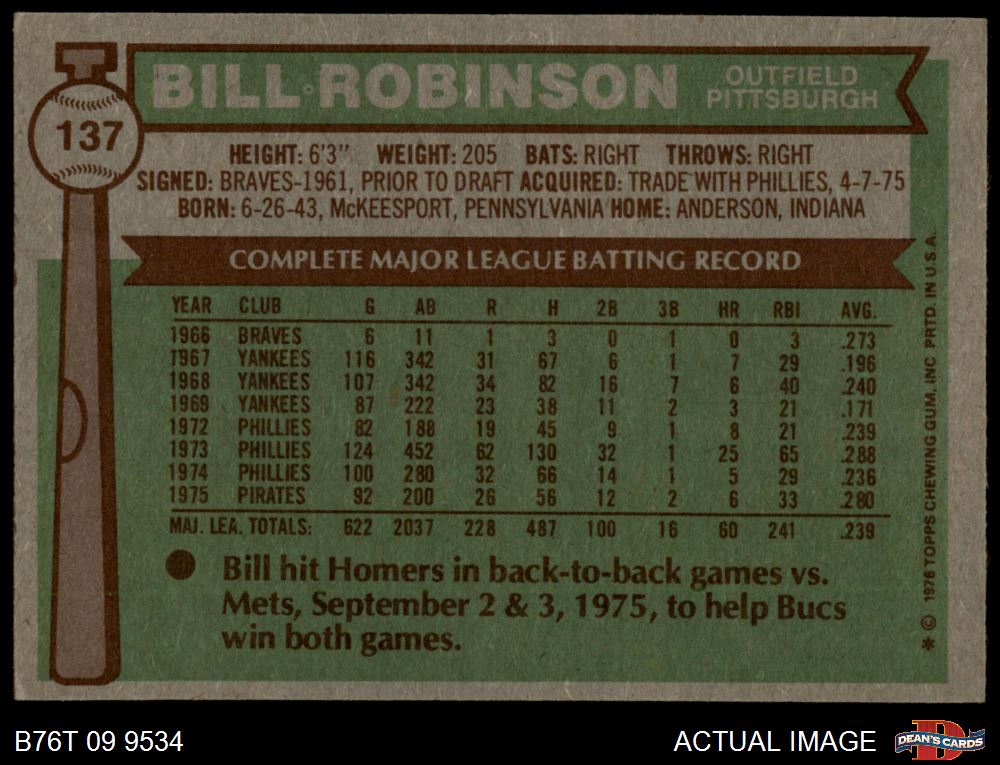 137
BILL·ROBINSON
OUTFIELD
PITTSBURGH
HEIGHT: 6'3" WEIGHT: 205 BATS: RIGHT THROWS: RIGHT
SIGNED: BRAVES-1961, PRIOR TO DRAFT ACQUIRED: TRADE WITH PHILLIES, 4-7-75
BORN: 6-26-43, McKEESPORT, PENNSYLVANIA HOME: ANDERSON, INDIANA
COMPLETE MAJOR LEAGUE BATTING RECORD
YEAR CLUB G AB R H 2B 3B HR RBI AVG.
1966 BRAVES 6 11 1 3 0 1 0 3 .273
1967 YANKEES 116 342 31 67 6 1 7 29 .196
1968 YANKEES 107 342 34 82 16 7 6 40 .240
1969 YANKEES 87 222 23 38 11 2 3 21 .171
1972 PHILLIES 82 188 19 45 9 1 8 21 .239
1973 PHILLIES 124 452 62 130 32 1 25 65 .288
1974 PHILLIES 100 280 32 66 14 1 5 29 .236
1975 PIRATES 92 200 26 56 12 2 6 33 .280
MAJ. LEA. TOTALS: 622 2037 228 487 100 16 60 241 .239
Bill hit Homers in back-to-back games vs.
Mets, September 2 & 3, 1975, to help Bucs
win both games.
* © 1976 TOPPS CHEWING GUM, INC PRTD. IN U.S.A.
B76T 09 9534
ACTUAL IMAGE
DEAN'S CARDS